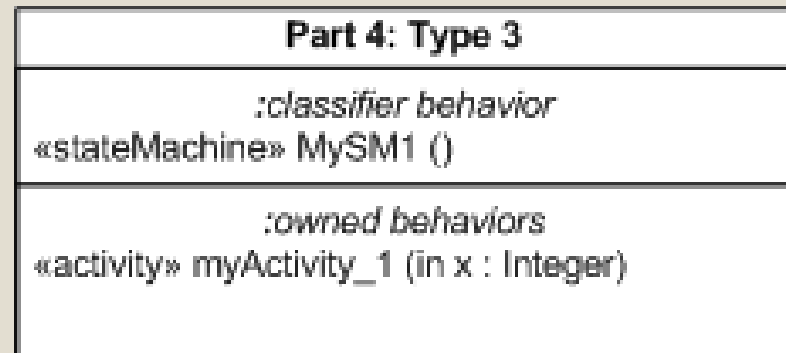 Part 4: Type 3
:classifier behavior
«stateMachine» MySM1 ()
:owned behaviors
«activity» myActivity_1 (in x : Integer)